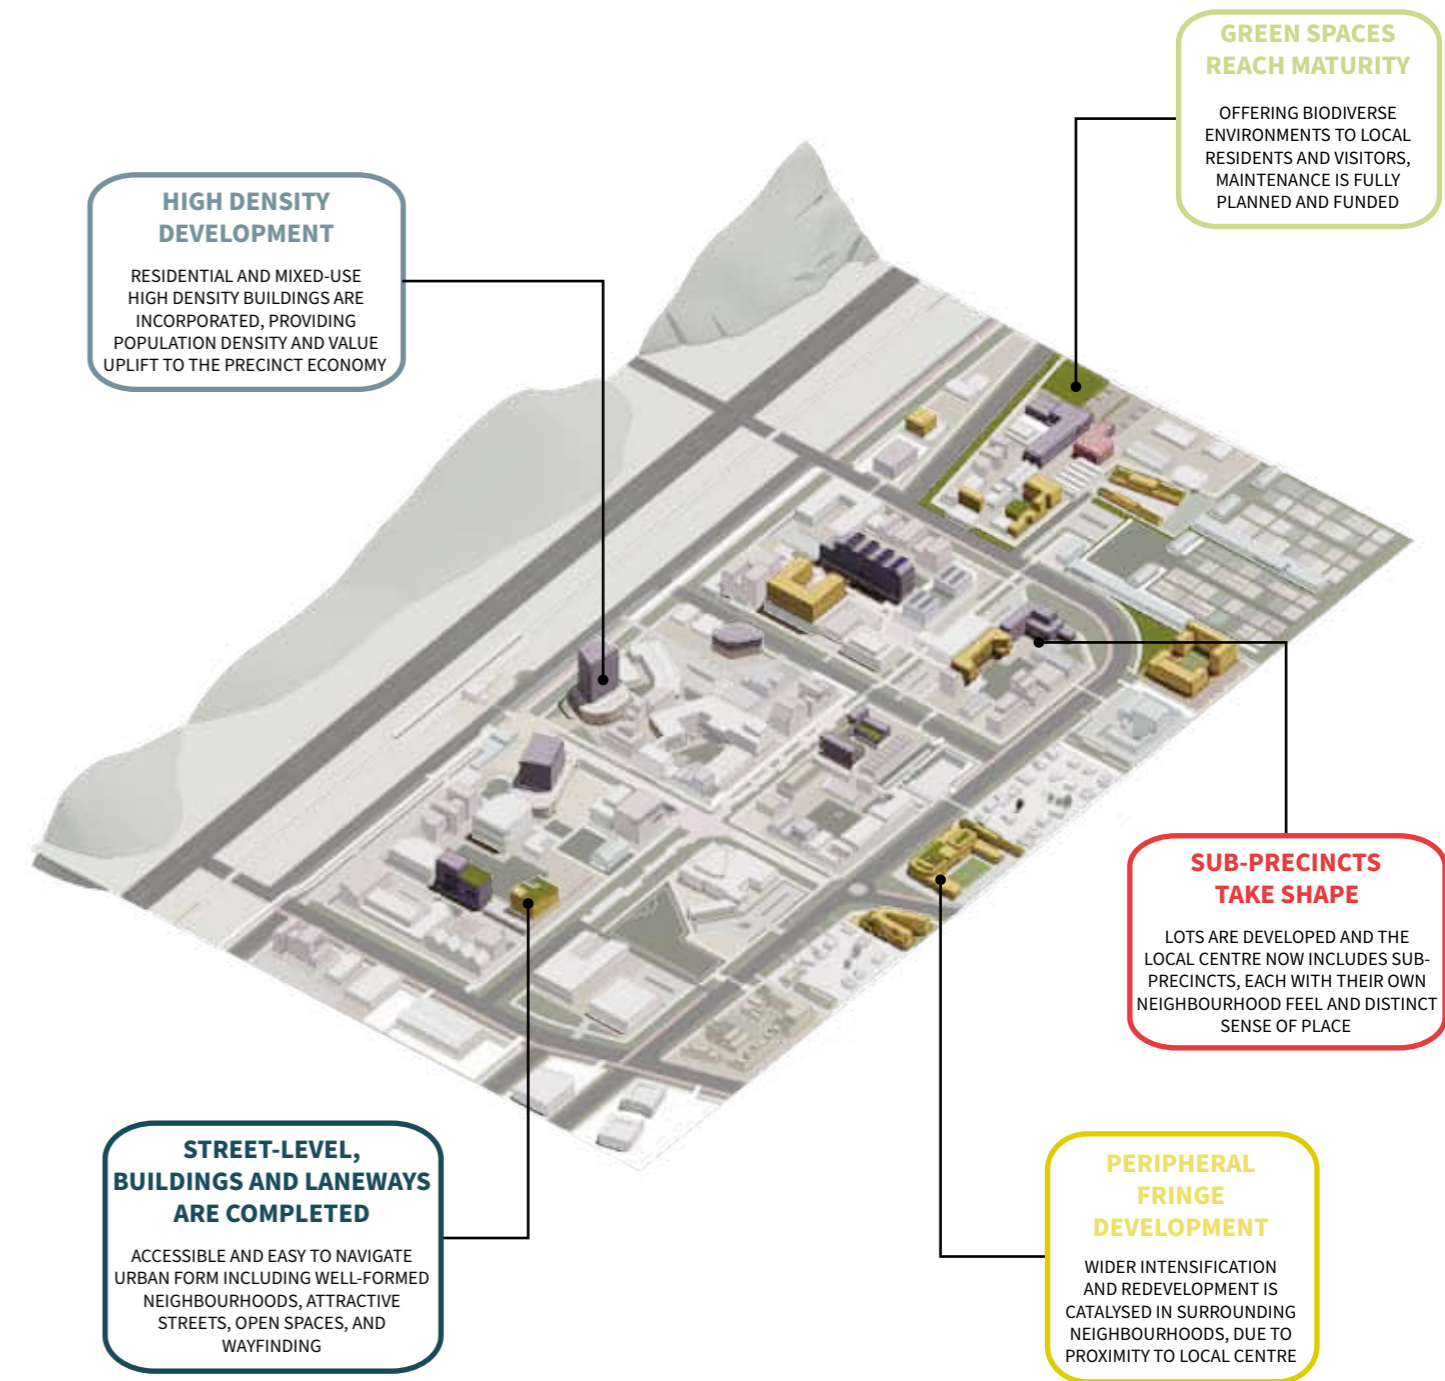 GREEN SPACES
REACH MATURITY
OFFERING BIODIVERSE
ENVIRONMENTS TO LOCAL
RESIDENTS AND VISITORS,
MAINTENANCE IS FULLY
PLANNED AND FUNDED
HIGH DENSITY
DEVELOPMENT
RESIDENTIAL AND MIXED-USE
HIGH DENSITY BUILDINGS ARE
INCORPORATED, PROVIDING
POPULATION DENSITY AND VALUE
UPLIFT TO THE PRECINCT ECONOMY
SUB-PRECINCTS
TAKE SHAPE
LOTS ARE DEVELOPED AND THE
LOCAL CENTRE NOW INCLUDES SUB-
PRECINCTS, EACH WITH THEIR OWN
NEIGHBOURHOOD FEEL AND DISTINCT
SENSE OF PLACE
STREET-LEVEL,
BUILDINGS AND LANEWAYS
ARE COMPLETED
ACCESSIBLE AND EASY TO NAVIGATE
URBAN FORM INCLUDING WELL-FORMED
NEIGHBOURHOODS, ATTRACTIVE
STREETS, OPEN SPACES, AND
WAYFINDING
PERIPHERAL
FRINGE
DEVELOPMENT
WIDER INTENSIFICATION
AND REDEVELOPMENT IS
CATALYSED IN SURROUNDING
NEIGHBOURHOODS, DUE TO
PROXIMITY TO LOCAL CENTRE